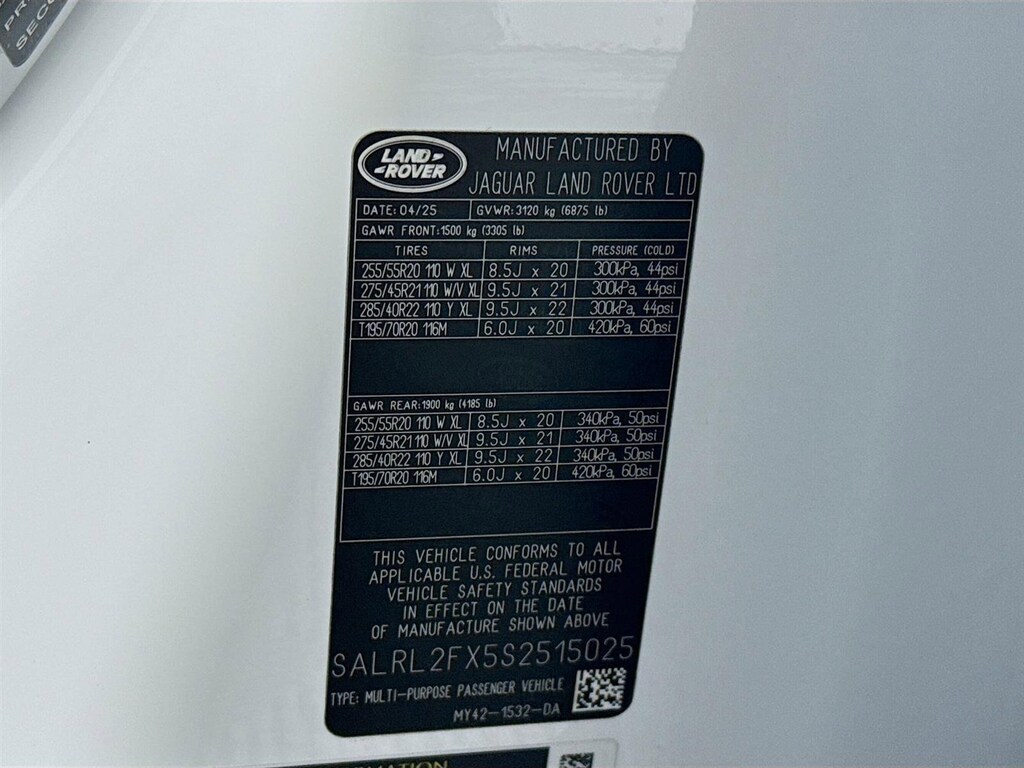 PR
SECO
LAND
ROVER
MANUFACTURED BY
JAGUAR LAND ROVER LTD
DATE: 04/25 GVWR: 3120 kg (6875 lb)
GAWR FRONT: 1500 kg (3305 lb)
TIRES RIMS PRESSURE (COLD)
255/55R20 110 W XL 8.5J x 20 300kPa, 44psi
275/45R21 110 W/V XL 9.5J x 21 300kPa, 44psi
285/40R22 110 Y XL 9.5J x 22 300kPa, 44psi
T195/70R20 116M 6.0J x 20 420kPa, 60psi
GAWR REAR: 1900 kg (4185 lb)
255/55R20 110 W XL 8.5J x 20 340kPa, 50psi
275/45R21 110 W/V XL 9.5J x 21 340kPa, 50psi
285/40R22 110 Y XL 9.5J x 22 340kPa, 50psi
T195/70R20 116M 6.0J x 20 420kPa, 60psi
THIS VEHICLE CONFORMS TO ALL
APPLICABLE U.S. FEDERAL MOTOR
VEHICLE SAFETY STANDARDS
IN EFFECT ON THE DATE
OF MANUFACTURE SHOWN ABOVE
SALRL2FX5S2515025
TYPE: MULTI-PURPOSE PASSENGER VEHICLE
MY42-1532-DA